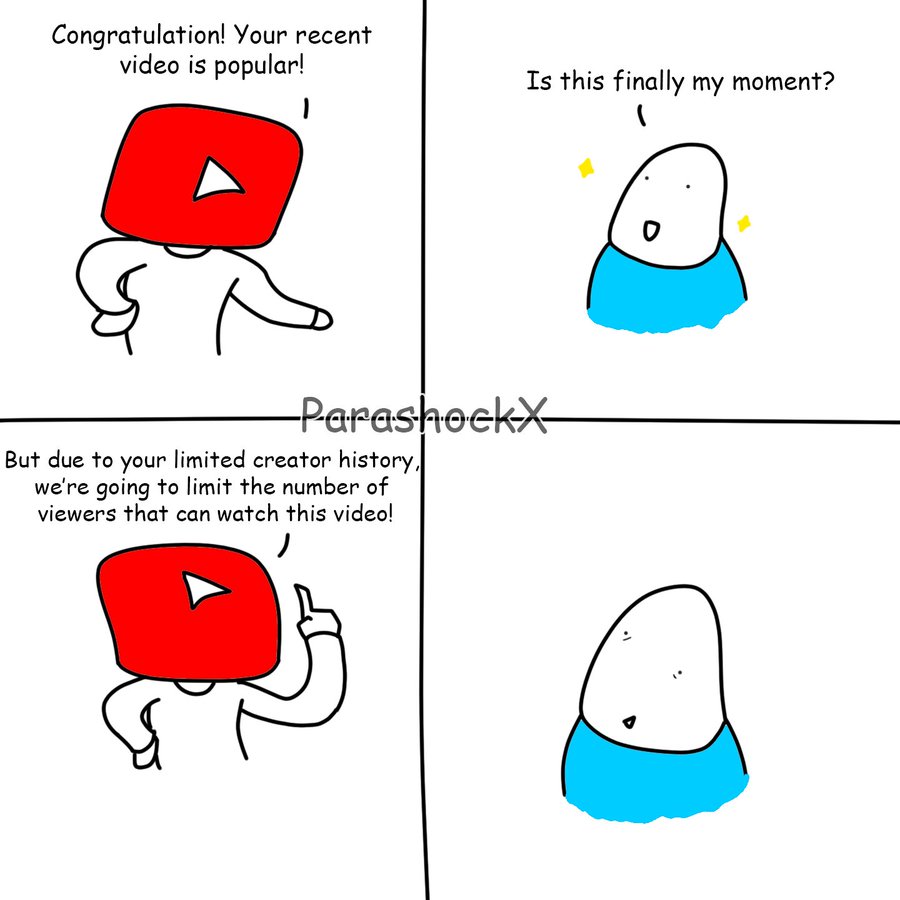 Congratulation! Your recent
video is popular!
Is this finally my moment?
ParashockX
But due to your limited creator history,
we're going to limit the number of
viewers that can watch this video!